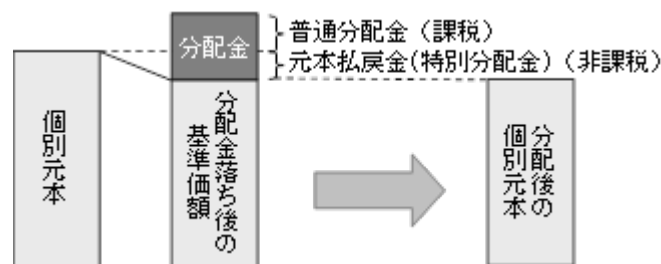 分配金
普通分配金（課税）
元本払戻金(特別分配金)（非課税）
個別元本
分配金落ち後の
基準価額
分配後の
個別元本